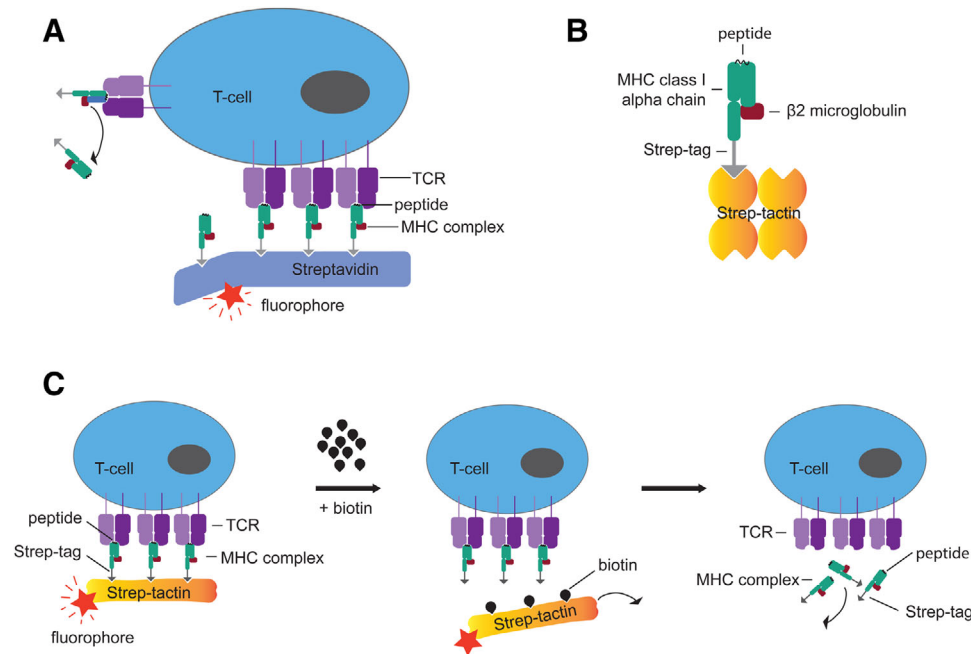 A
T-cell
TCR
peptide
MHC complex
Streptavidin
fluorophore
B
peptide
MHC class I
alpha chain
β2 microglobulin
Strep-tag
Strep-tactin
C
T-cell
peptide
TCR
Strep-tag
MHC complex
Strep-tactin
fluorophore
+ biotin
T-cell
biotin
Strep-tactin
T-cell
TCR
peptide
MHC complex
Strep-tag